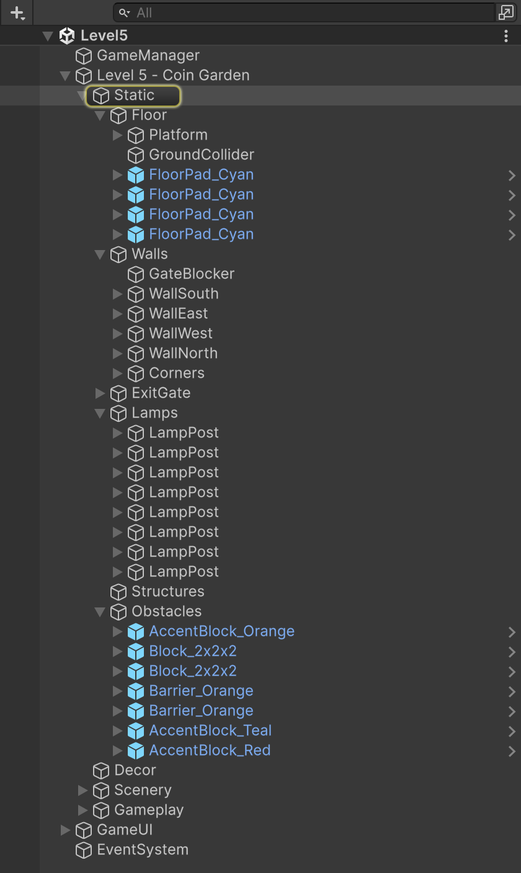 All
Level5
GameManager
Level 5 - Coin Garden
Static
Floor
Platform
GroundCollider
FloorPad_Cyan
FloorPad_Cyan
FloorPad_Cyan
FloorPad_Cyan
Walls
GateBlocker
WallSouth
WallEast
WallWest
WallNorth
Corners
ExitGate
Lamps
LampPost
LampPost
LampPost
LampPost
LampPost
LampPost
LampPost
LampPost
Structures
Obstacles
AccentBlock_Orange
Block_2x2x2
Block_2x2x2
Barrier_Orange
Barrier_Orange
AccentBlock_Teal
AccentBlock_Red
Decor
Scenery
Gameplay
GameUI
EventSystem